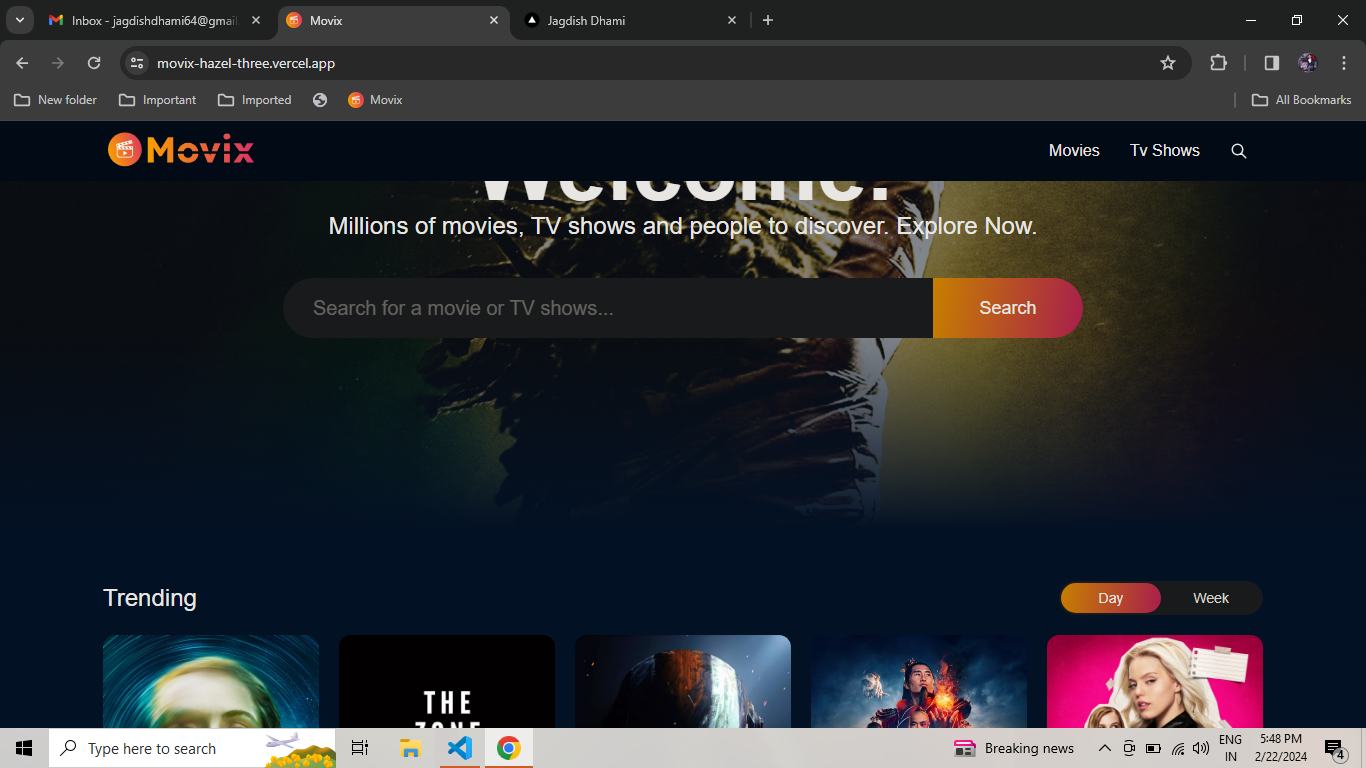 Inbox - jagdishdhami64@gmail
Movix
Jagdish Dhami
movix-hazel-three.vercel.app
New folder
Important
Imported
Movix
All Bookmarks
Movix
Movies
Tv Shows
Welcome.
Millions of movies, TV shows and people to discover. Explore Now.
Search for a movie or TV shows...
Search
Trending
Day
Week
THE
ZONE
Type here to search
Breaking news
ENG
IN
5:48 PM
2/22/2024
4